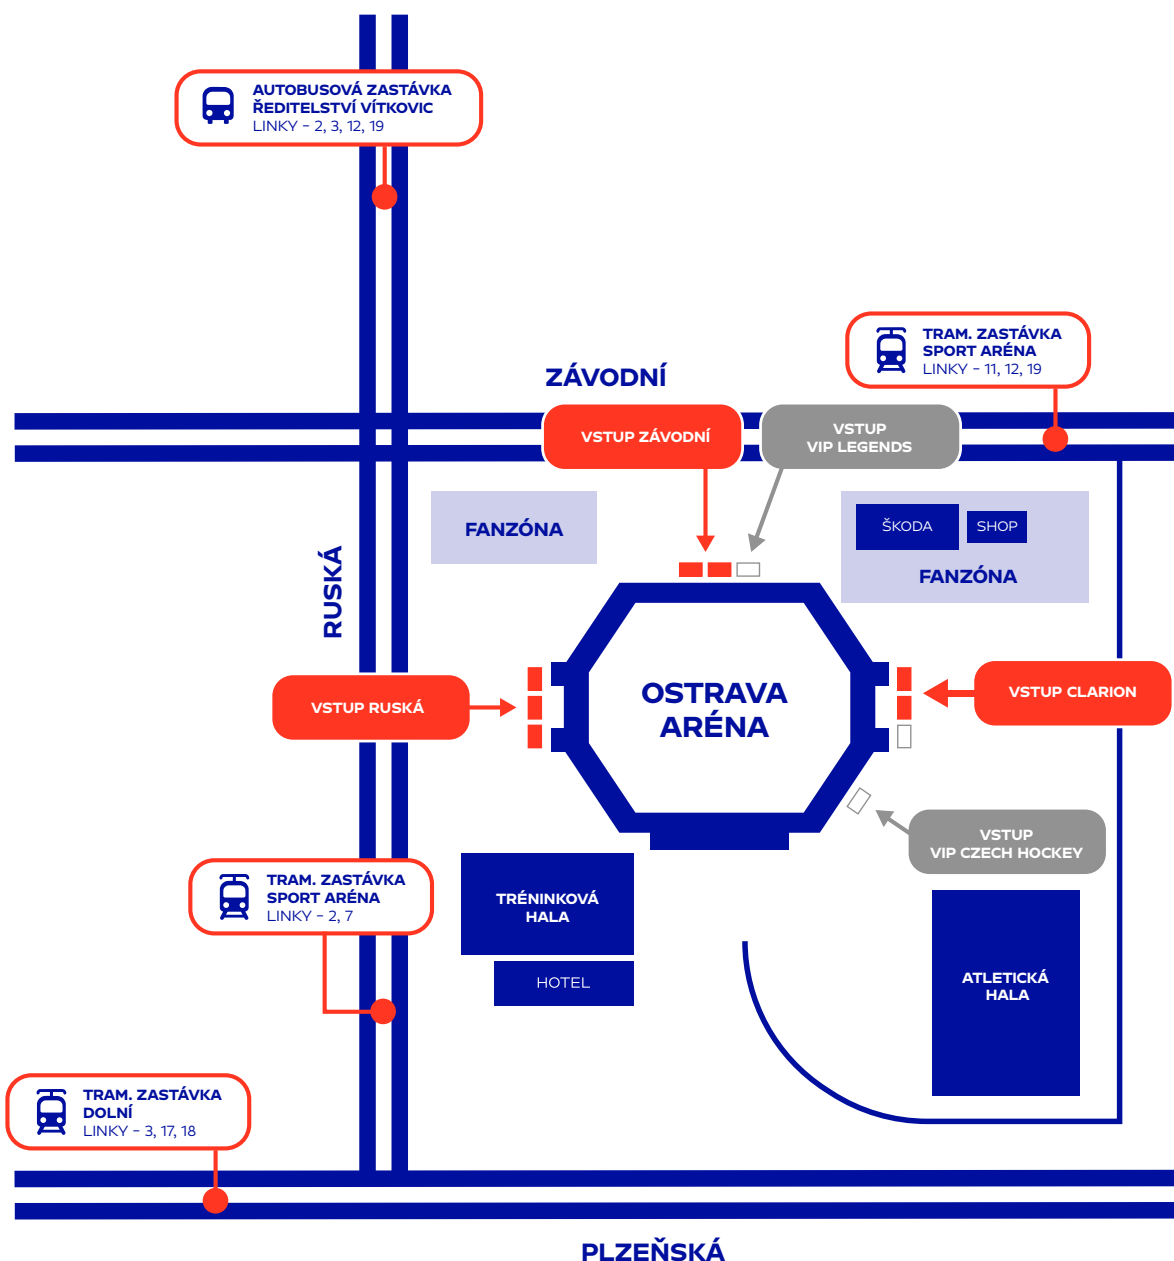 AUTOBUSOVÁ ZASTÁVKA
ŘEDITELSTVÍ VÍTKOVIC
LINKY - 2, 3, 12, 19
TRAM. ZASTÁVKA
SPORT ARÉNA
LINKY - 11, 12, 19
ZÁVODNÍ
VSTUP ZÁVODNÍ
VSTUP
VIP LEGENDS
FANZÓNA
ŠKODA
SHOP
FANZÓNA
RUSKÁ
OSTRAVA
ARÉNA
VSTUP RUSKÁ
VSTUP CLARION
VSTUP
VIP CZECH HOCKEY
TRAM. ZASTÁVKA
SPORT ARÉNA
LINKY - 2, 7
TRÉNINKOVÁ
HALA
HOTEL
ATLETICKÁ
HALA
TRAM. ZASTÁVKA
DOLNÍ
LINKY - 3, 17, 18
PLZEŇSKÁ